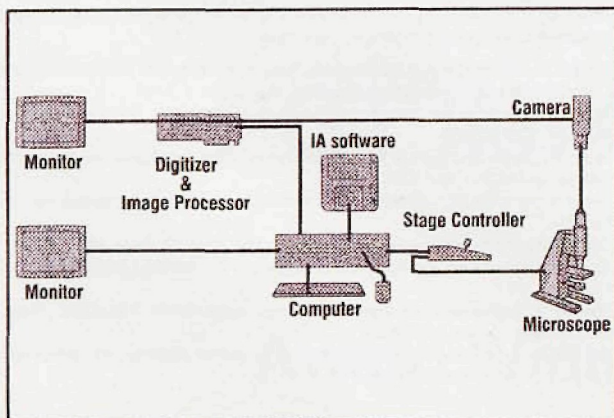 Camera
IA software
Monitor
Digitizer
&
Image Processor
Stage Controller
Monitor
Computer
Microscope